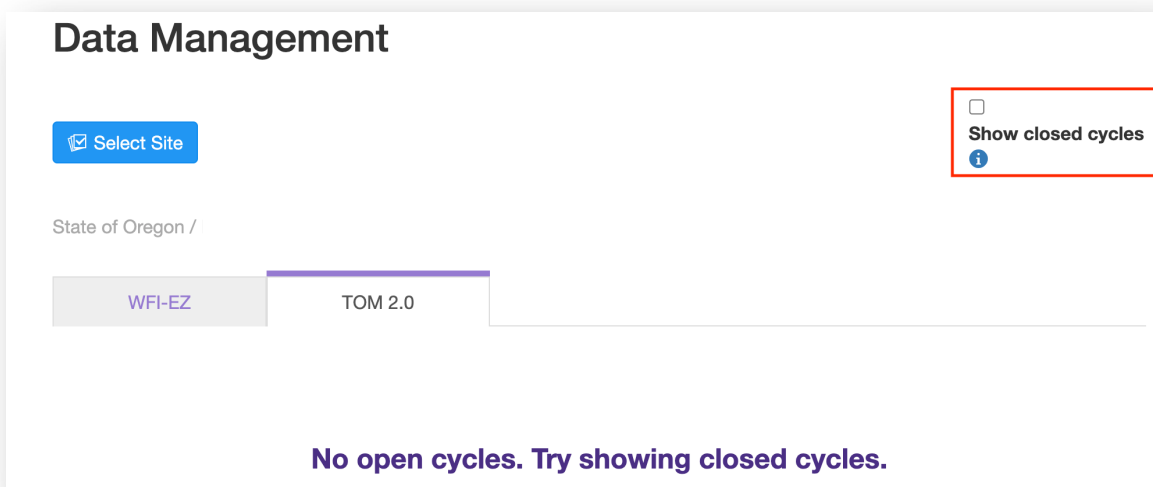 Data Management
Select Site
Show closed cycles
State of Oregon /
WFI-EZ
TOM 2.0
No open cycles. Try showing closed cycles.